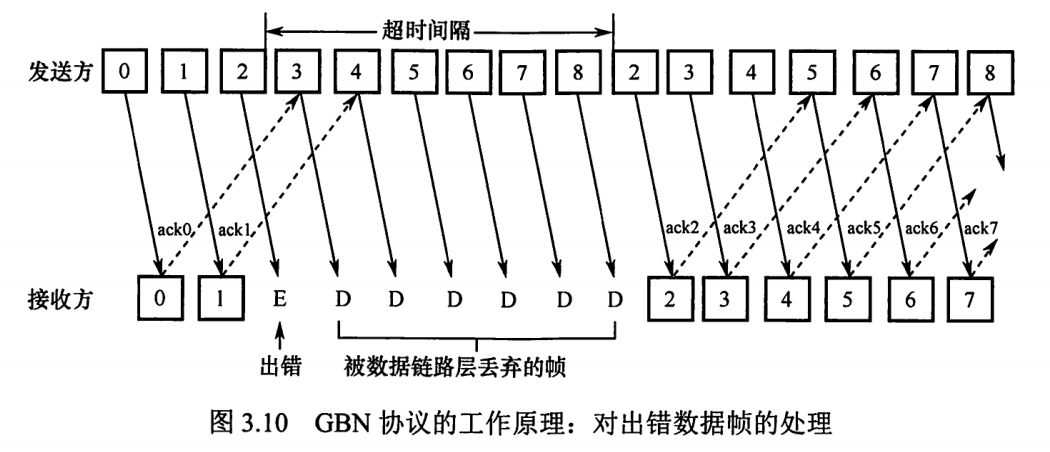 超时间隔
发送方 0 1 2 3 4 5 6 7 8 2 3 4 5 6 7 8
ack0 ack1 ack2 ack3 ack4 ack5 ack6 ack7
接收方 0 1 E D D D D D D 2 3 4 5 6 7
出错 被数据链路层丢弃的帧
图 3.10 GBN 协议的工作原理：对出错数据帧的处理